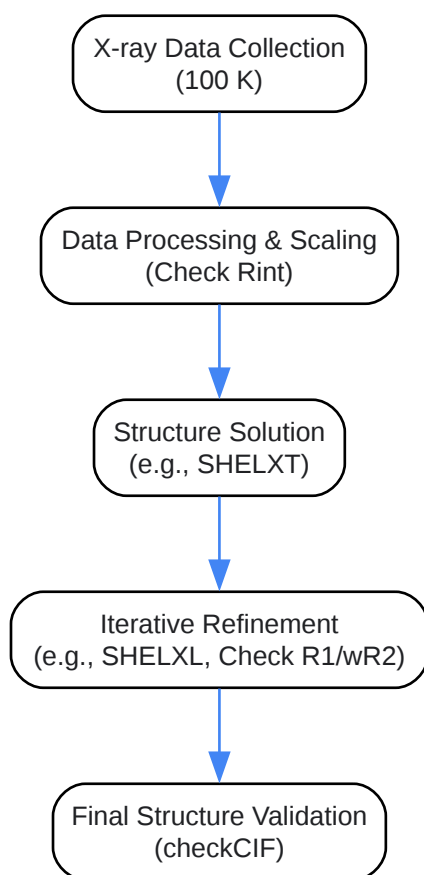 X-ray Data Collection
(100 K)
Data Processing & Scaling
(Check Rint)
Structure Solution
(e.g., SHELXT)
Iterative Refinement
(e.g., SHELXL, Check R1/wR2)
Final Structure Validation
(checkCIF)